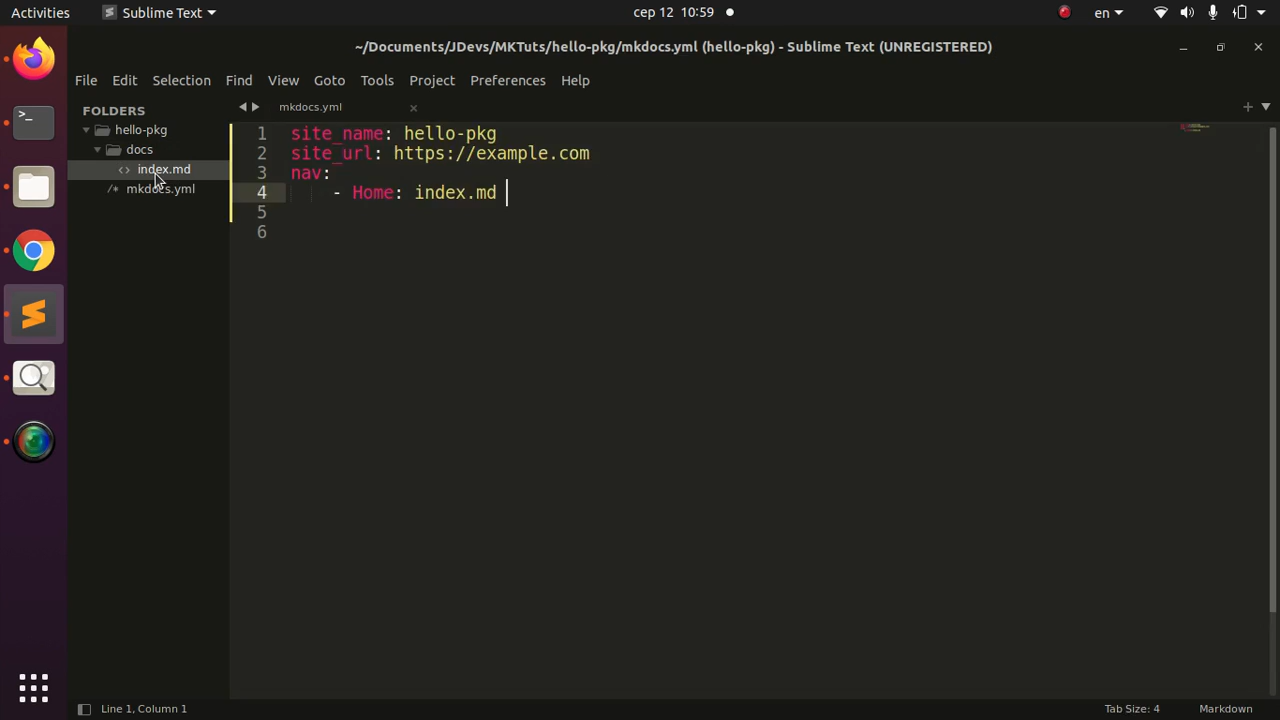 Activities
Sublime Text
сер 12 10:59
en
~/Documents/JDevs/MKTuts/hello-pkg/mkdocs.yml (hello-pkg) - Sublime Text (UNREGISTERED)
File Edit Selection Find View Goto Tools Project Preferences Help
FOLDERS
hello-pkg
docs
<> index.md
/* mkdocs.yml
mkdocs.yml
1 site_name: hello-pkg
2 site_url: https://example.com
3 nav:
4 - Home: index.md
5
6
Line 1, Column 1
Tab Size: 4
Markdown